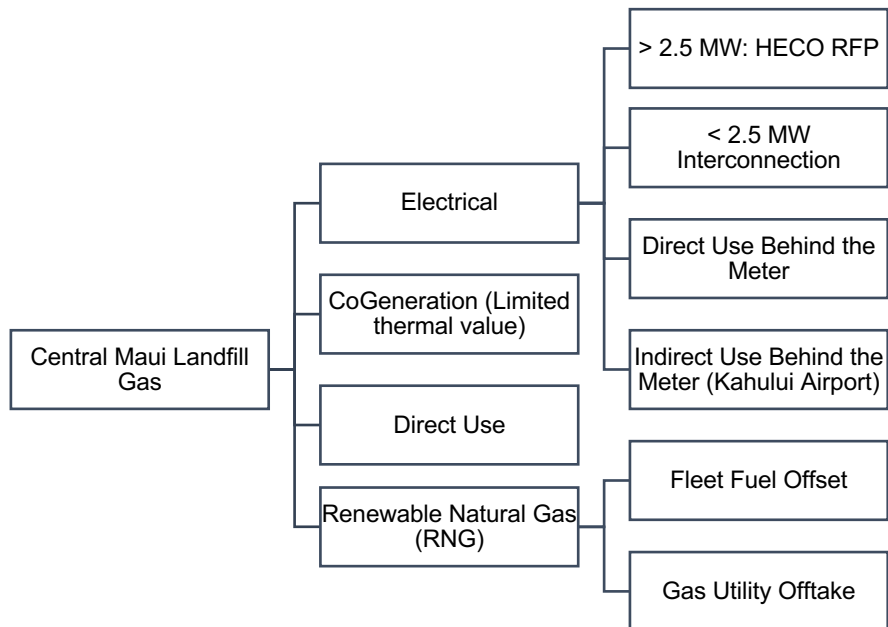 Central Maui Landfill
Gas
Electrical
CoGeneration (Limited
thermal value)
Direct Use
Renewable Natural Gas
(RNG)
> 2.5 MW: HECO RFP
< 2.5 MW
Interconnection
Direct Use Behind the
Meter
Indirect Use Behind the
Meter (Kahului Airport)
Fleet Fuel Offset
Gas Utility Offtake